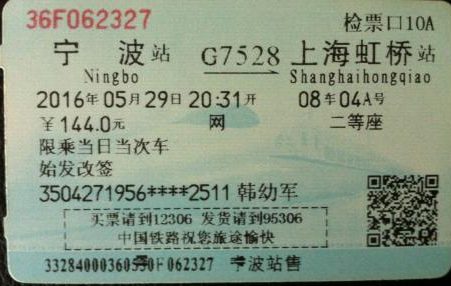 36F062327 检票口10A
宁波站 G7528 上海虹桥站
Ningbo Shanghaihongqiao
2016年05月29日20:31开 08车04A号
￥144.0元 网 二等座
限乘当日当次车
始发改签
3504271956****2511 韩幼军
买票请到12306 发货请到95306
中国铁路祝您旅途愉快
宁波站售